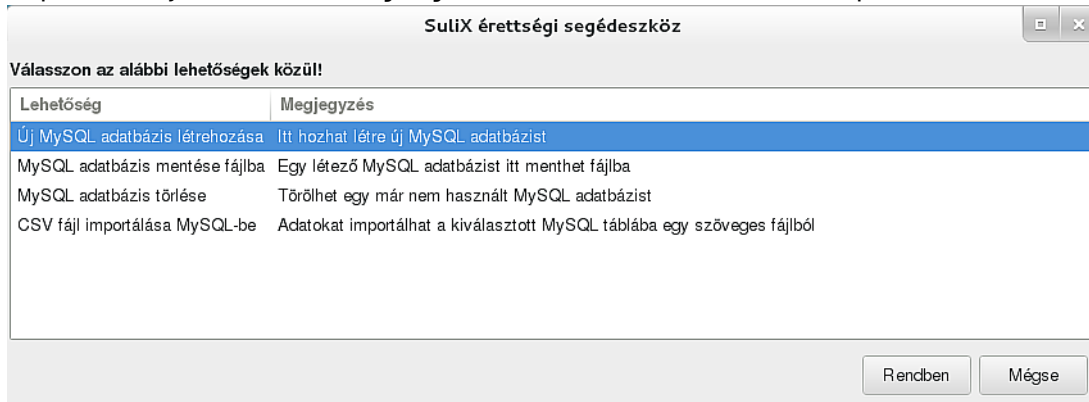 SuliX érettségi segédeszköz
Válasszon az alábbi lehetőségek közül!
Lehetőség Megjegyzés
Új MySQL adatbázis létrehozása Itt hozhat létre új MySQL adatbázist
MySQL adatbázis mentése fájlba Egy létező MySQL adatbázist itt menthet fájlba
MySQL adatbázis törlése Törölhet egy már nem használt MySQL adatbázist
CSV fájl importálása MySQL-be Adatokat importálhat a kiválasztott MySQL táblába egy szöveges fájlból
Rendben Mégse